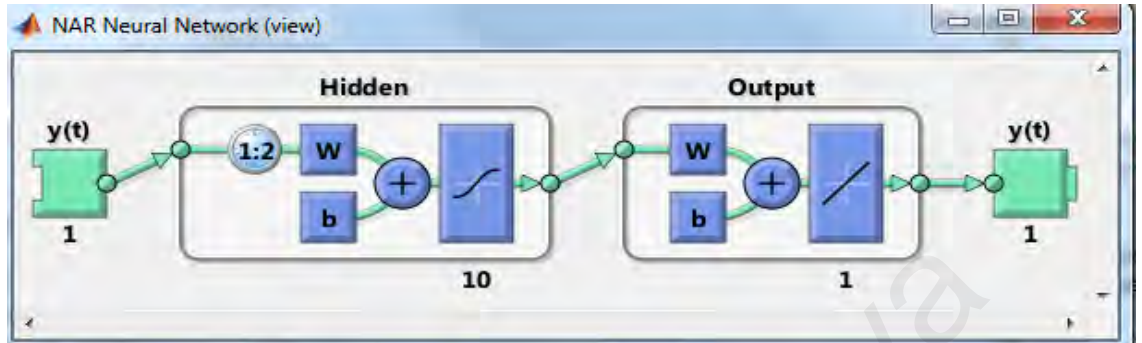 NAR Neural Network (view)
Hidden
Output
y(t)
y(t)
1:2
W
W
b
b
1
1
10
1